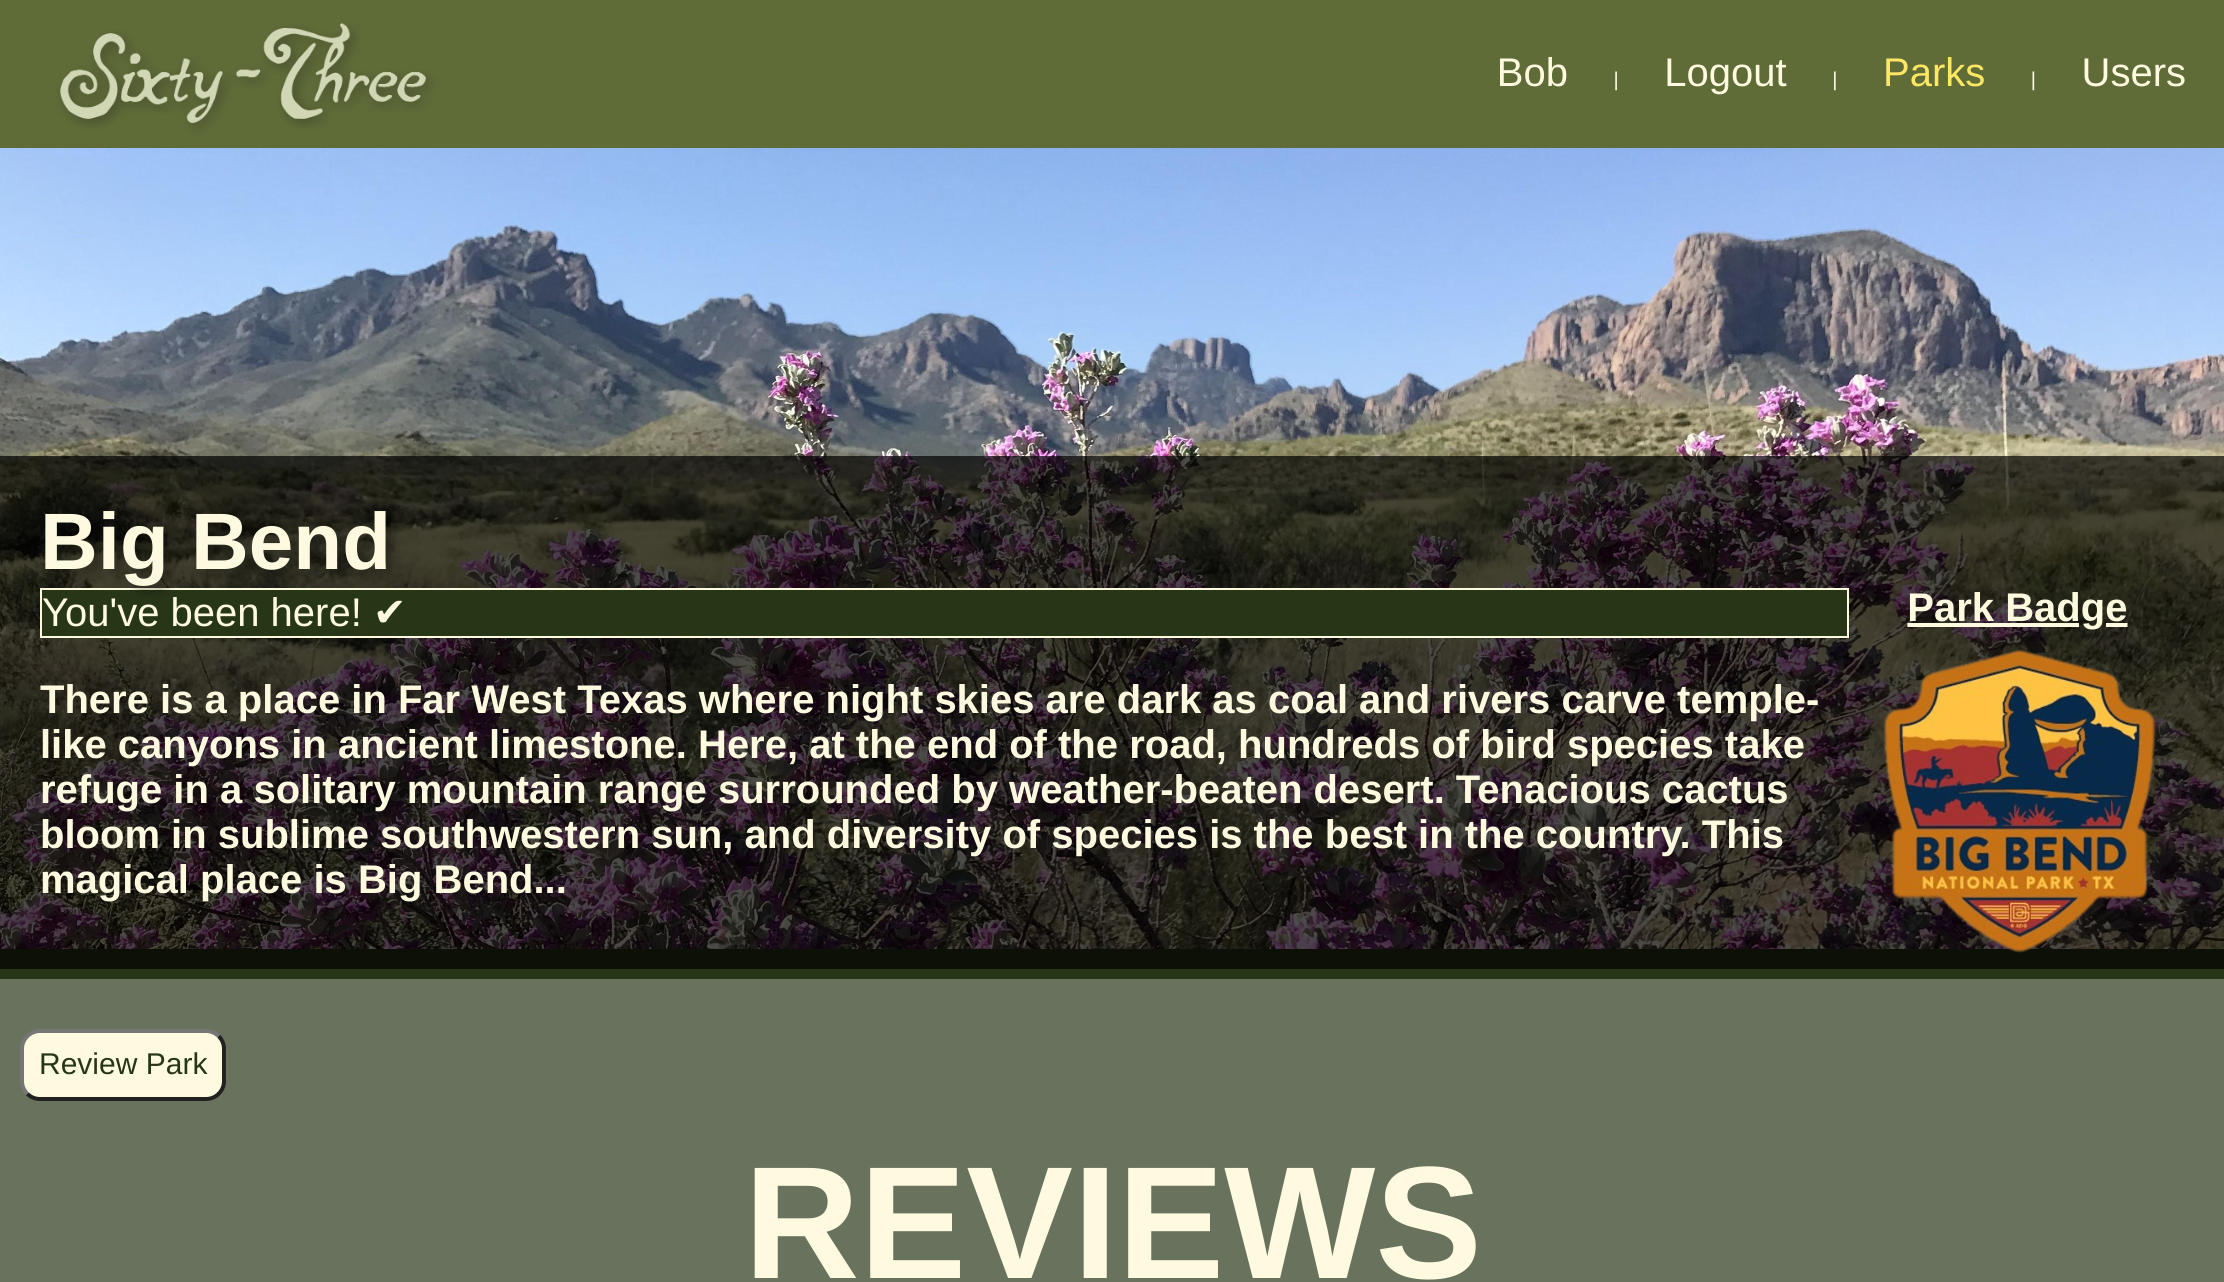 Sixty-Three
Bob | Logout | Parks | Users
Big Bend
You've been here! ✔
Park Badge
There is a place in Far West Texas where night skies are dark as coal and rivers carve temple-
like canyons in ancient limestone. Here, at the end of the road, hundreds of bird species take
refuge in a solitary mountain range surrounded by weather-beaten desert. Tenacious cactus
bloom in sublime southwestern sun, and diversity of species is the best in the country. This
magical place is Big Bend...
BIG BEND
NATIONAL PARK★TX
Review Park
REVIEWS